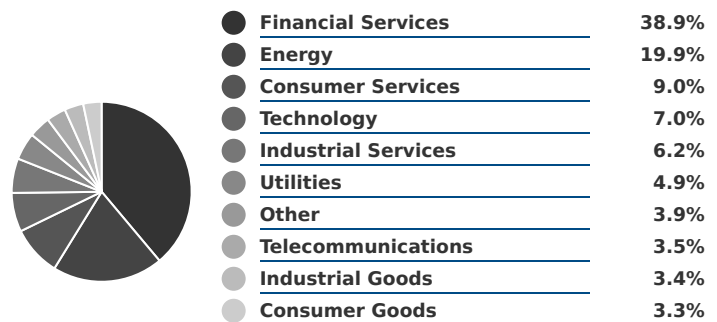 Financial Services 38.9%
Energy 19.9%
Consumer Services 9.0%
Technology 7.0%
Industrial Services 6.2%
Utilities 4.9%
Other 3.9%
Telecommunications 3.5%
Industrial Goods 3.4%
Consumer Goods 3.3%